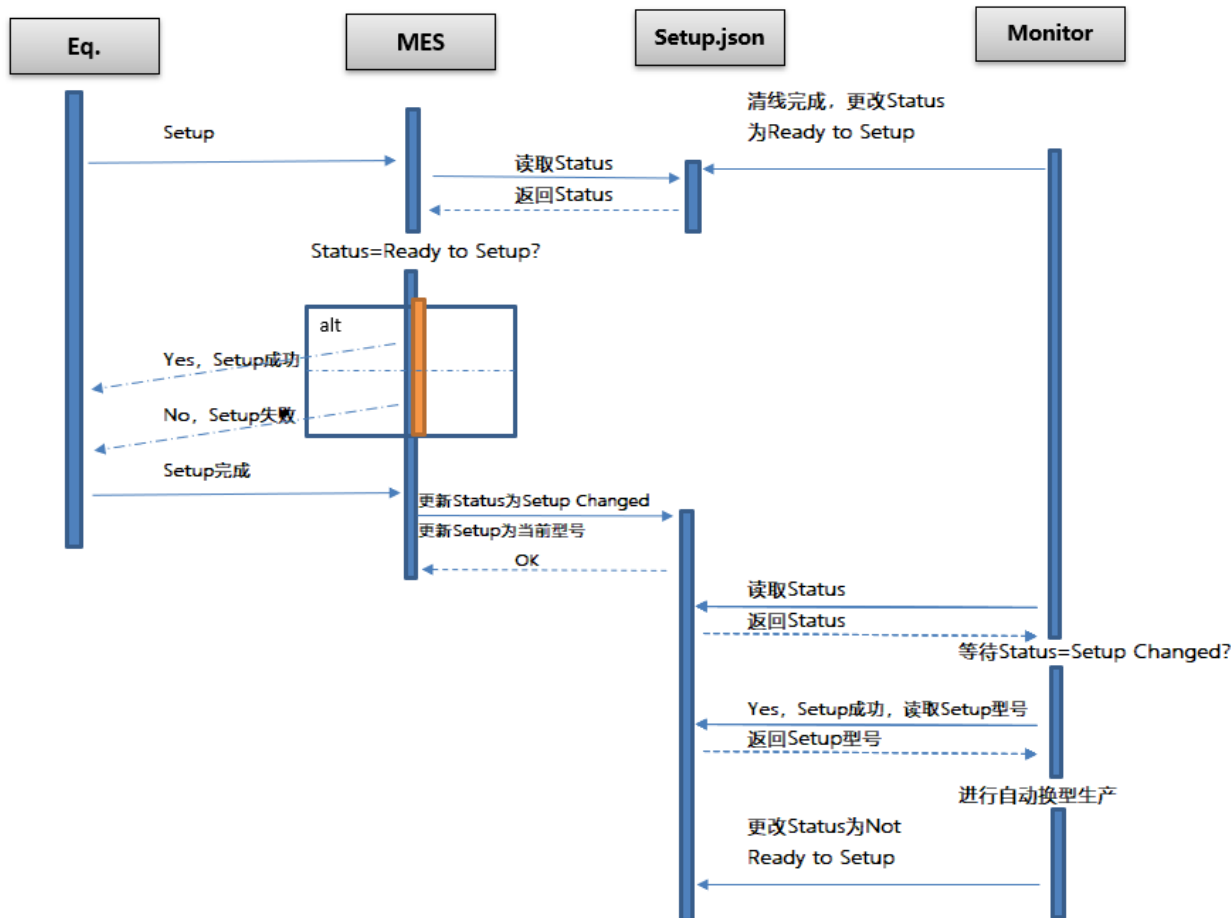 Eq.
MES
Setup.json
Monitor
清线完成，更改Status
为Ready to Setup
Setup
读取Status
返回Status
Status=Ready to Setup?
alt
Yes，Setup成功
No，Setup失败
Setup完成
更新Status为Setup Changed
更新Setup为当前型号
OK
读取Status
返回Status
等待Status=Setup Changed?
Yes，Setup成功，读取Setup型号
返回Setup型号
进行自动换型生产
更改Status为Not
Ready to Setup